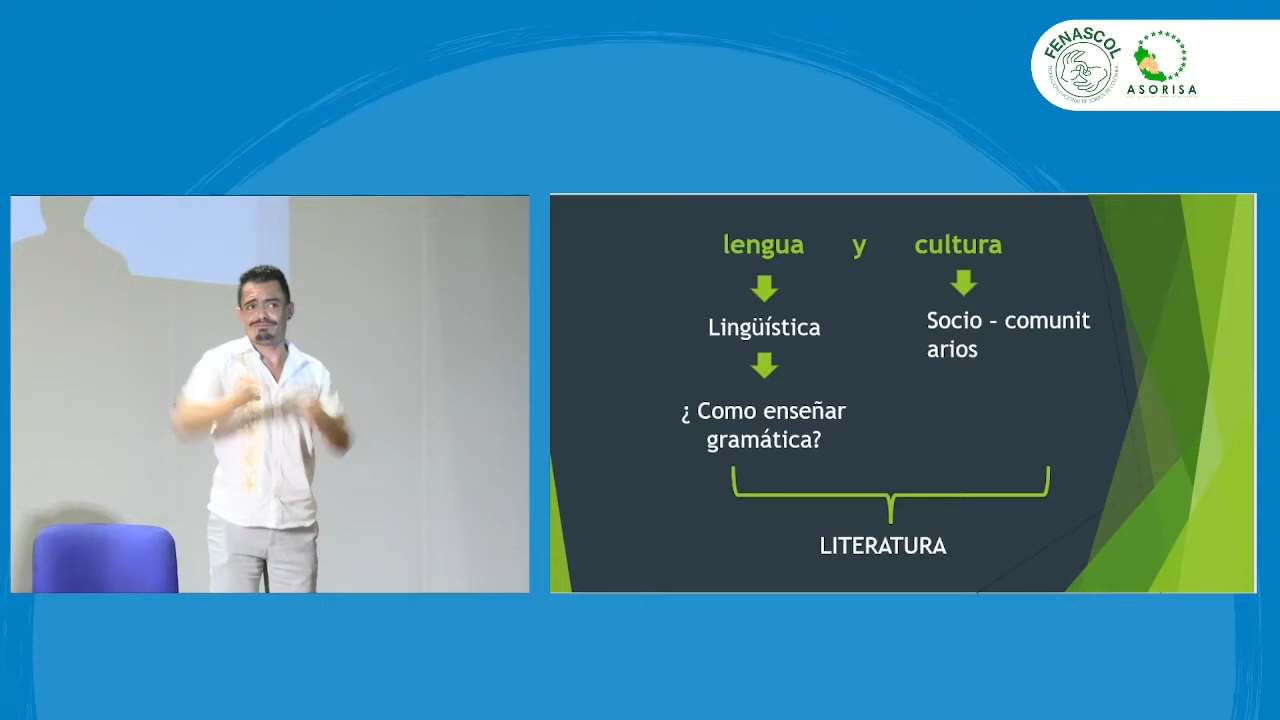 FENASCOL
ASORISA
lengua y cultura
Lingüística
Socio - comunit
arios
¿ Como enseñar
gramática?
LITERATURA